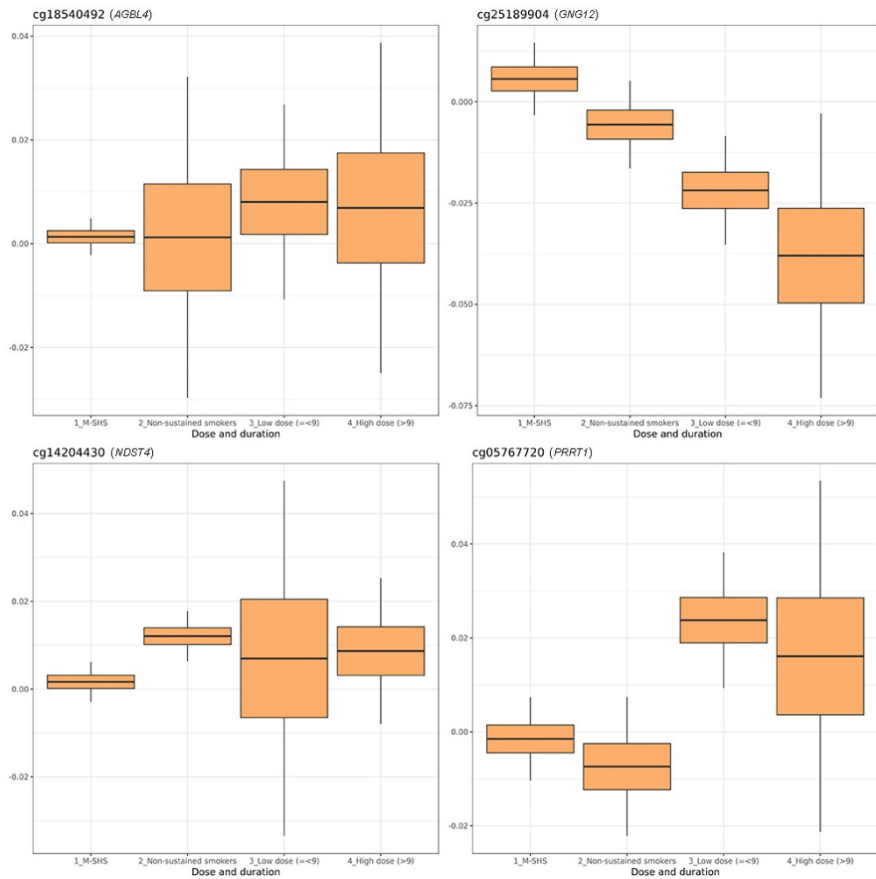 cg18540492 (AGBL4)
0.04
0.02
0.00
-0.02
1_M-SHS 2_Non-sustained smokers 3_Low dose (=<9) 4_High dose (>9)
Dose and duration
cg25189904 (GNG12)
0.000
-0.025
-0.050
-0.075
1_M-SHS 2_Non-sustained smokers 3_Low dose (=<9) 4_High dose (>9)
Dose and duration
cg14204430 (NDST4)
0.04
0.02
0.00
-0.02
1_M-SHS 2_Non-sustained smokers 3_Low dose (=<9) 4_High dose (>9)
Dose and duration
cg05767720 (PRRT1)
0.04
0.02
0.00
-0.02
1_M-SHS 2_Non-sustained smokers 3_Low dose (=<9) 4_High dose (>9)
Dose and duration